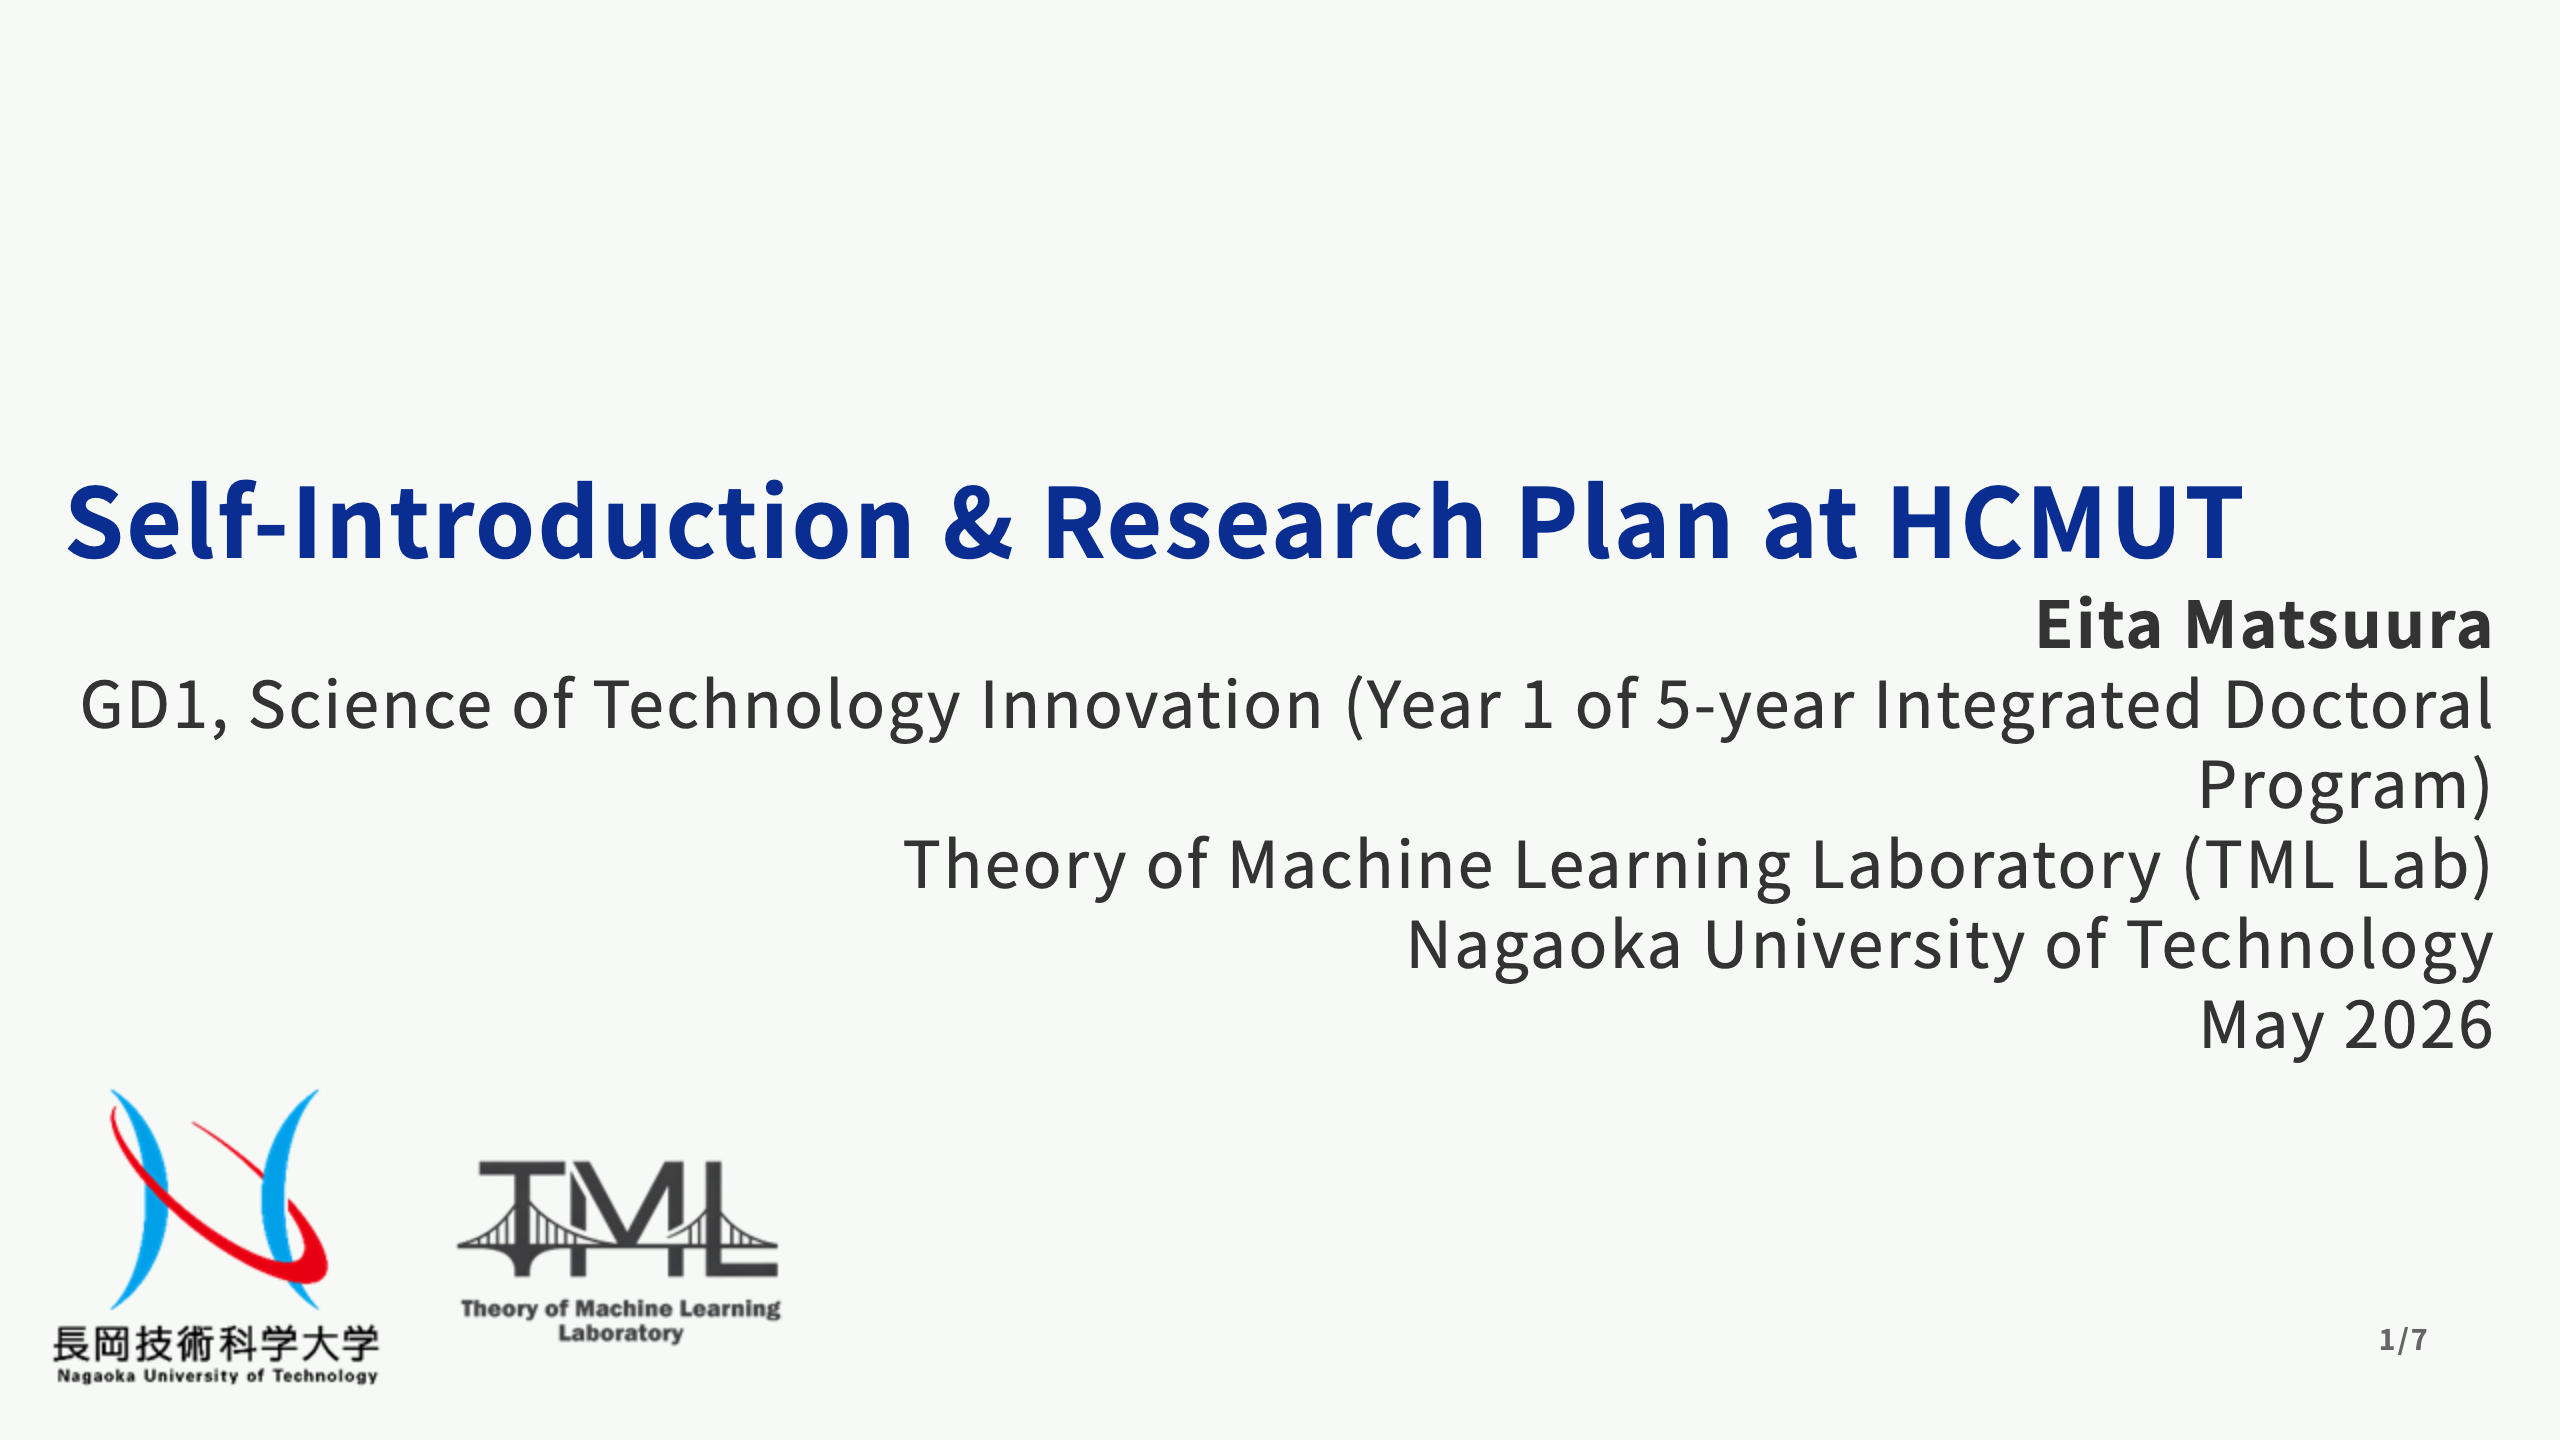 Self-Introduction & Research Plan at HCMUT
Eita Matsuura
GD1, Science of Technology Innovation (Year 1 of 5-year Integrated Doctoral
Program)
Theory of Machine Learning Laboratory (TML Lab)
Nagaoka University of Technology
May 2026
長岡技術科学大学
Nagaoka University of Technology
TML
Theory of Machine Learning
Laboratory
1/7